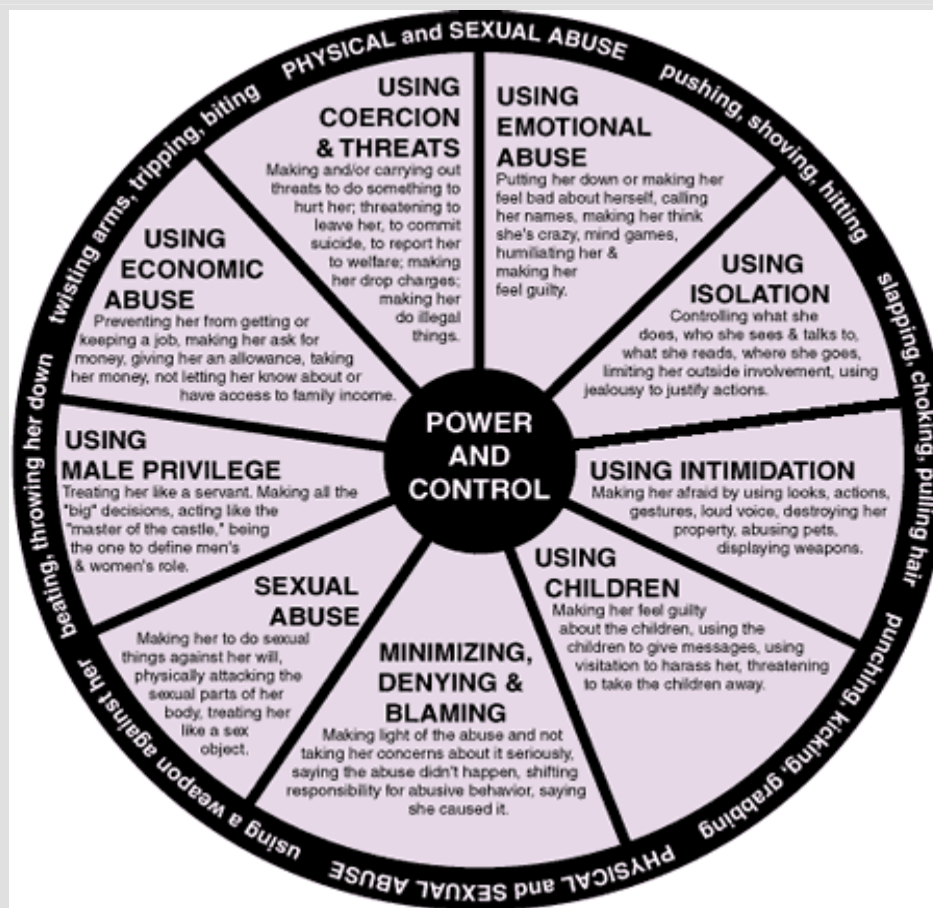 PHYSICAL and SEXUAL ABUSE
pushing, shoving, hitting
slapping, choking, pulling hair
punching, kicking, grabbing
PHYSICAL and SEXUAL ABUSE
using a weapon against her
beating, throwing her down
twisting arms, tripping, biting
POWER
AND
CONTROL
USING
COERCION
& THREATS
Making and/or carrying out
threats to do something to
hurt her; threatening to
leave her, to commit
suicide, to report her
to welfare; making
her drop charges;
making her
do illegal
things.
USING
EMOTIONAL
ABUSE
Putting her down or making her
feel bad about herself, calling
her names, making her think
she's crazy, mind games,
humiliating her &
making her
feel guilty.
USING
ISOLATION
Controlling what she
does, who she sees & talks to,
what she reads, where she goes,
limiting her outside involvement, using
jealousy to justify actions.
USING INTIMIDATION
Making her afraid by using looks, actions,
gestures, loud voice, destroying her
property, abusing pets,
displaying weapons.
USING
CHILDREN
Making her feel guilty
about the children, using the
children to give messages, using
visitation to harass her, threatening
to take the children away.
MINIMIZING,
DENYING &
BLAMING
Making light of the abuse and not
taking her concerns about it seriously,
saying the abuse didn't happen, shifting
responsibility for abusive behavior, saying
she caused it.
SEXUAL
ABUSE
Making her to do sexual
things against her will,
physically attacking the
sexual parts of her
body, treating her
like a sex
object.
USING
MALE PRIVILEGE
Treating her like a servant. Making all the
"big" decisions, acting like the
"master of the castle," being
the one to define men's
& women's role.
USING
ECONOMIC
ABUSE
Preventing her from getting or
keeping a job, making her ask for
money, giving her an allowance, taking
her money, not letting her know about or
have access to family income.